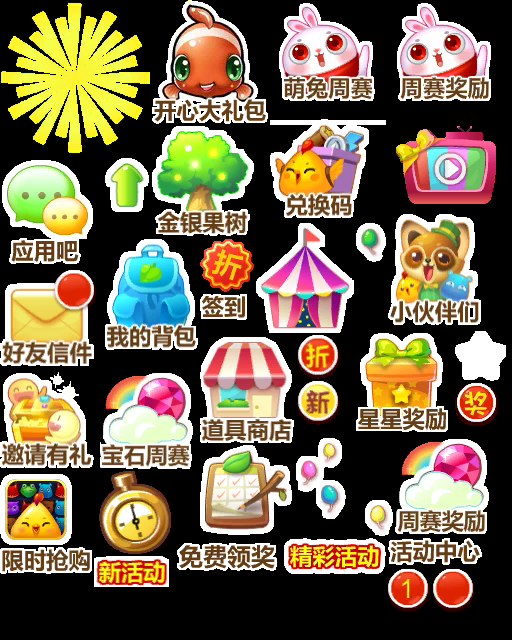 开心大礼包
萌兔周赛
周赛奖励
金银果树
兑换码
应用吧
折
签到
小伙伴们
好友信件
我的背包
折
新
道具商店
星星奖励
奖
邀请有礼
宝石周赛
周赛奖励
限时抢购
新活动
免费领奖
精彩活动
活动中心
1